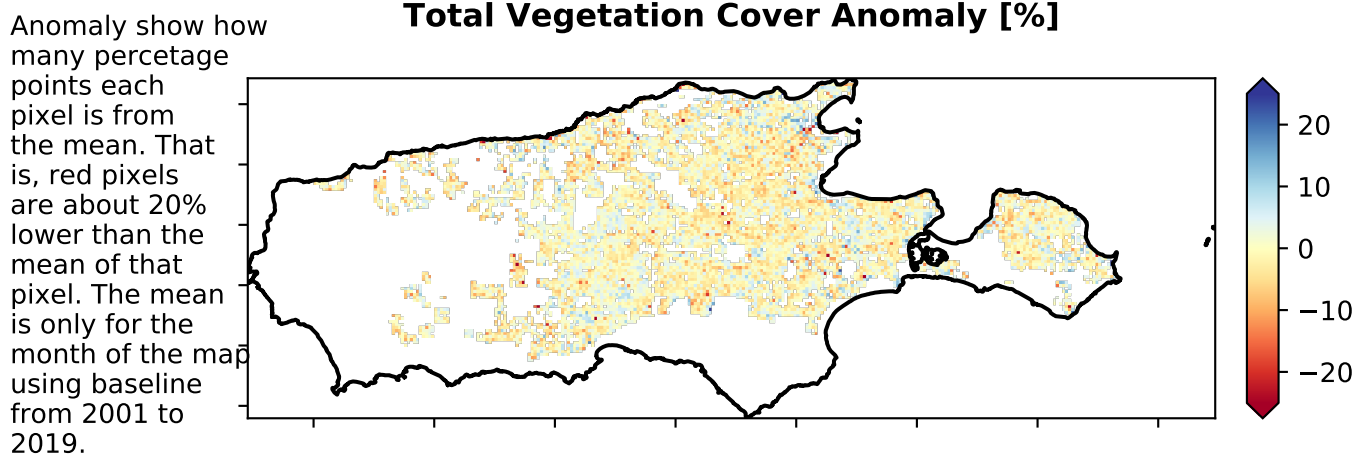 Total Vegetation Cover Anomaly [%]
Anomaly show how
many percetage
points each
pixel is from
the mean. That
is, red pixels
are about 20%
lower than the
mean of that
pixel. The mean
is only for the
month of the map
using baseline
from 2001 to
2019.
20
10
0
−10
−20